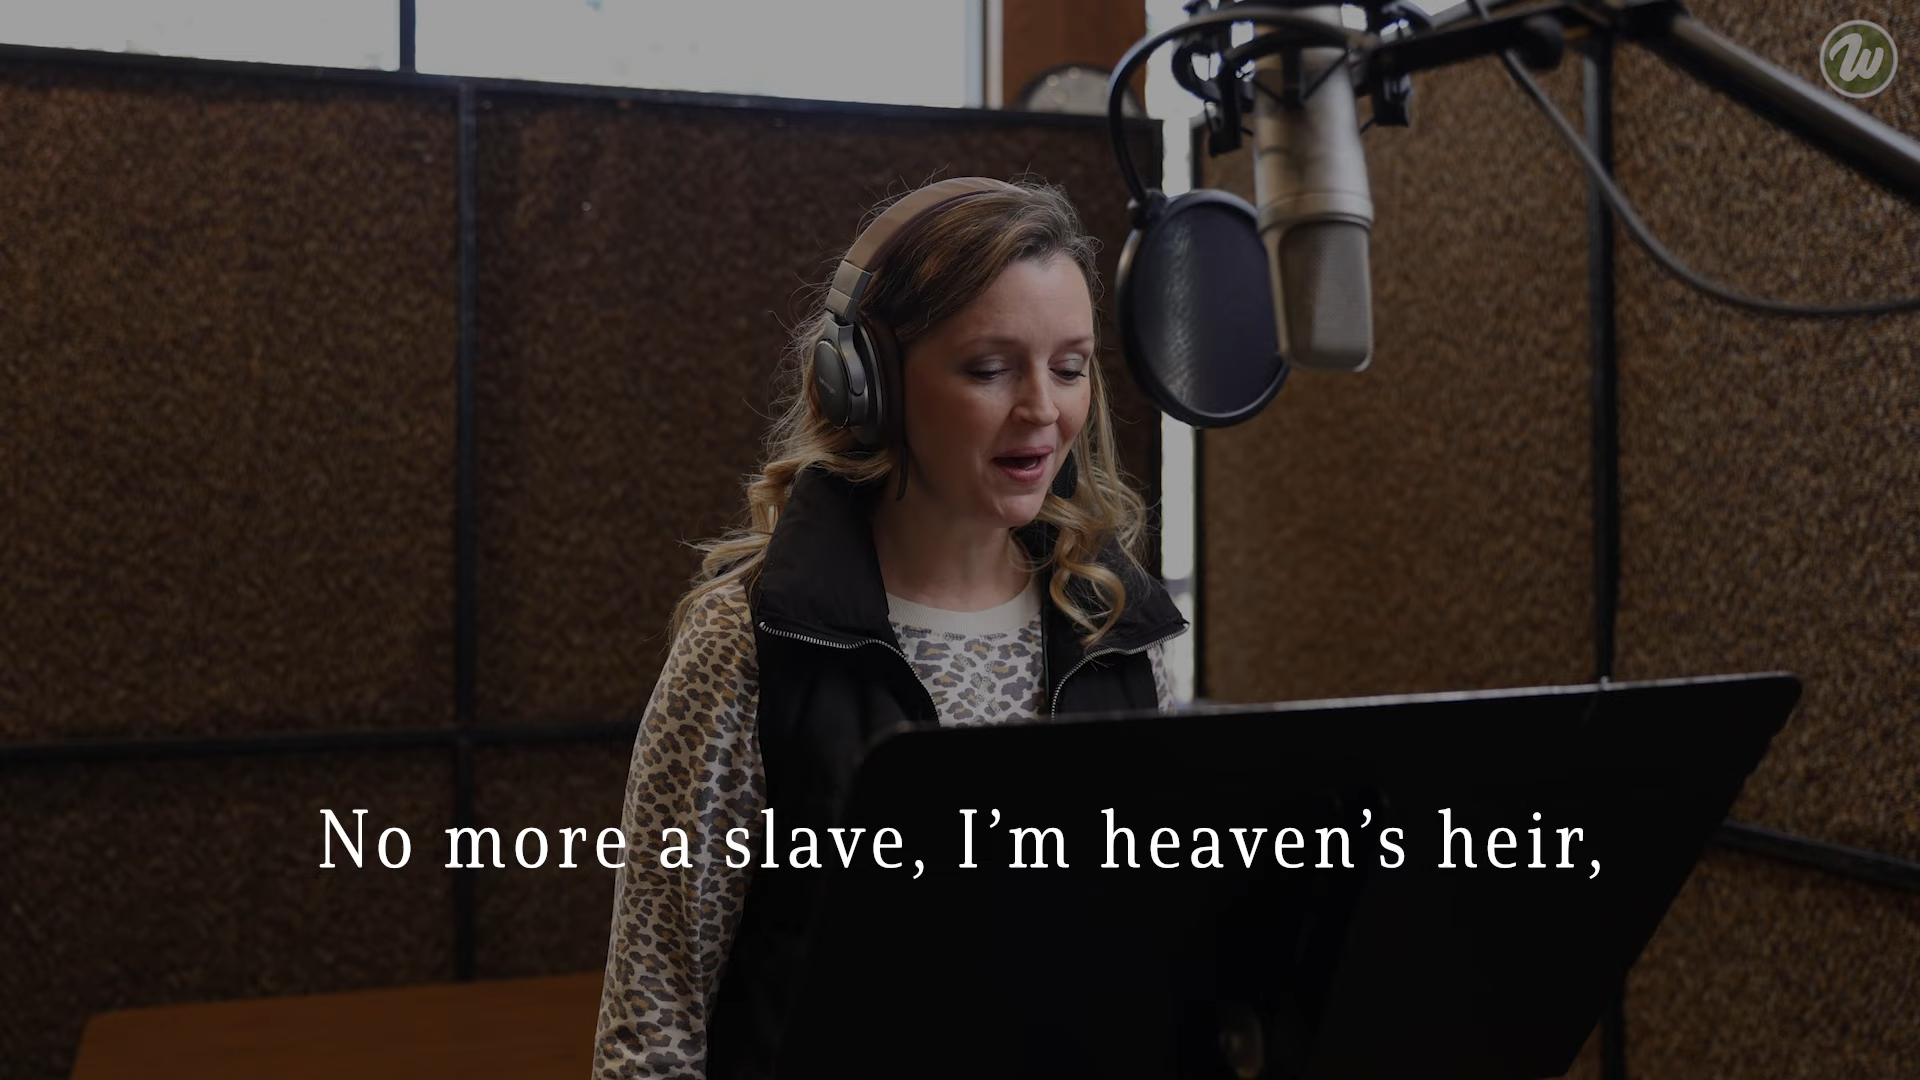 W
No more a slave, I’m heaven’s heir,